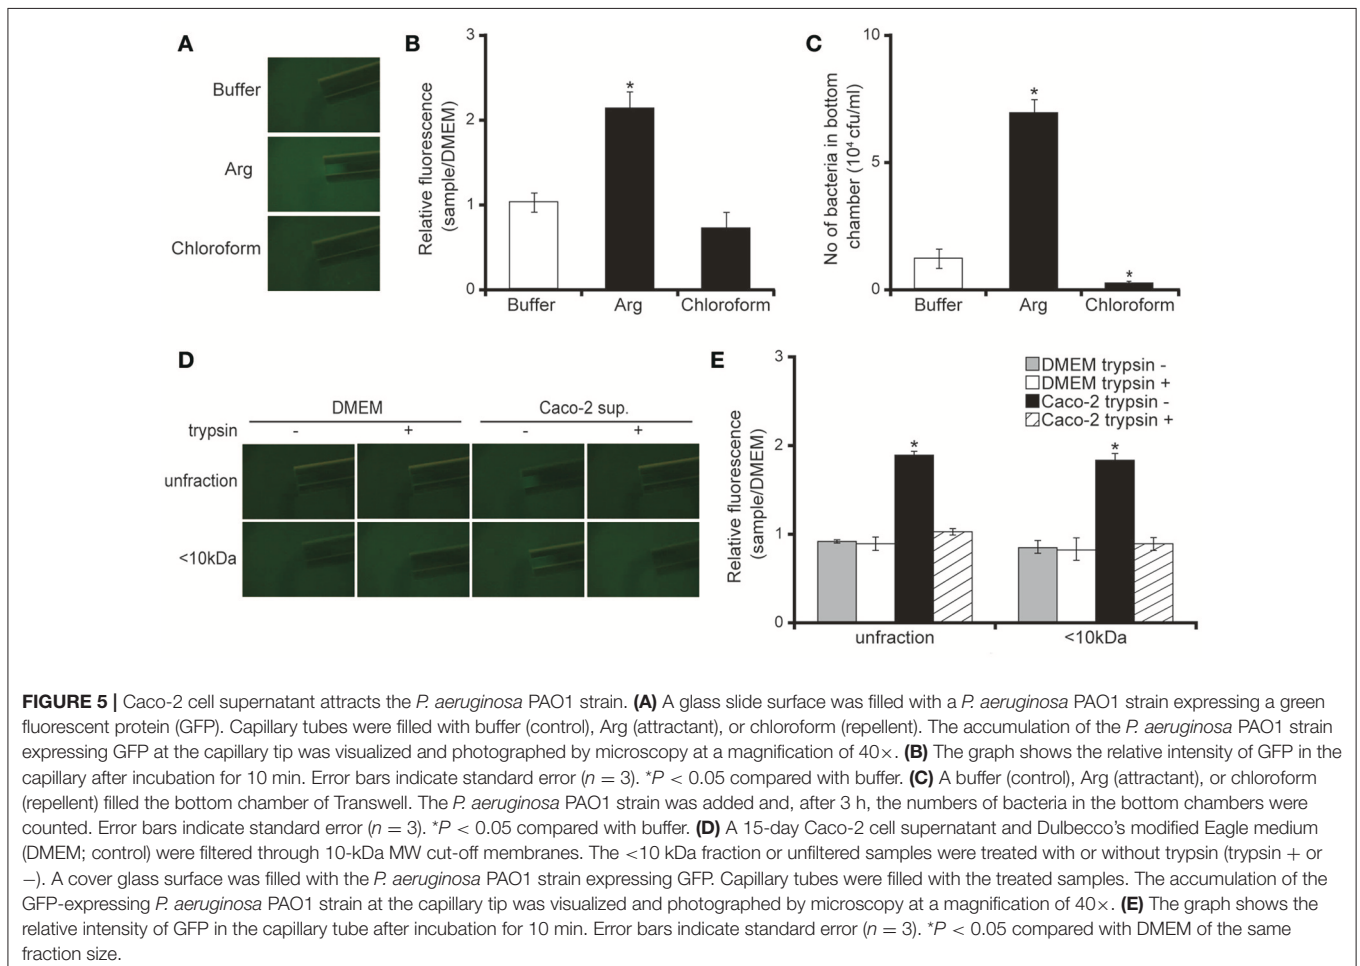 A
Buffer
Arg
Chloroform
B
Relative fluorescence
(sample/DMEM)
3
2
1
0
*
Buffer Arg Chloroform
C
No of bacteria in bottom
chamber (10⁴ cfu/ml)
10
5
0
*
*
Buffer Arg Chloroform
D
DMEM Caco-2 sup.
trypsin - + - +
unfraction
<10kDa
E
Relative fluorescence
(sample/DMEM)
3
2
1
0
DMEM trypsin -
DMEM trypsin +
Caco-2 trypsin -
Caco-2 trypsin +
* *
unfraction <10kDa
FIGURE 5 | Caco-2 cell supernatant attracts the P. aeruginosa PAO1 strain. (A) A glass slide surface was filled with a P. aeruginosa PAO1 strain expressing a green
fluorescent protein (GFP). Capillary tubes were filled with buffer (control), Arg (attractant), or chloroform (repellent). The accumulation of the P. aeruginosa PAO1 strain
expressing GFP at the capillary tip was visualized and photographed by microscopy at a magnification of 40×. (B) The graph shows the relative intensity of GFP in the
capillary after incubation for 10 min. Error bars indicate standard error (n = 3). *P < 0.05 compared with buffer. (C) A buffer (control), Arg (attractant), or chloroform
(repellent) filled the bottom chamber of Transwell. The P. aeruginosa PAO1 strain was added and, after 3 h, the numbers of bacteria in the bottom chambers were
counted. Error bars indicate standard error (n = 3). *P < 0.05 compared with buffer. (D) A 15-day Caco-2 cell supernatant and Dulbecco's modified Eagle medium
(DMEM; control) were filtered through 10-kDa MW cut-off membranes. The <10 kDa fraction or unfiltered samples were treated with or without trypsin (trypsin + or
−). A cover glass surface was filled with the P. aeruginosa PAO1 strain expressing GFP. Capillary tubes were filled with the treated samples. The accumulation of the
GFP-expressing P. aeruginosa PAO1 strain at the capillary tip was visualized and photographed by microscopy at a magnification of 40×. (E) The graph shows the
relative intensity of GFP in the capillary tube after incubation for 10 min. Error bars indicate standard error (n = 3). *P < 0.05 compared with DMEM of the same
fraction size.